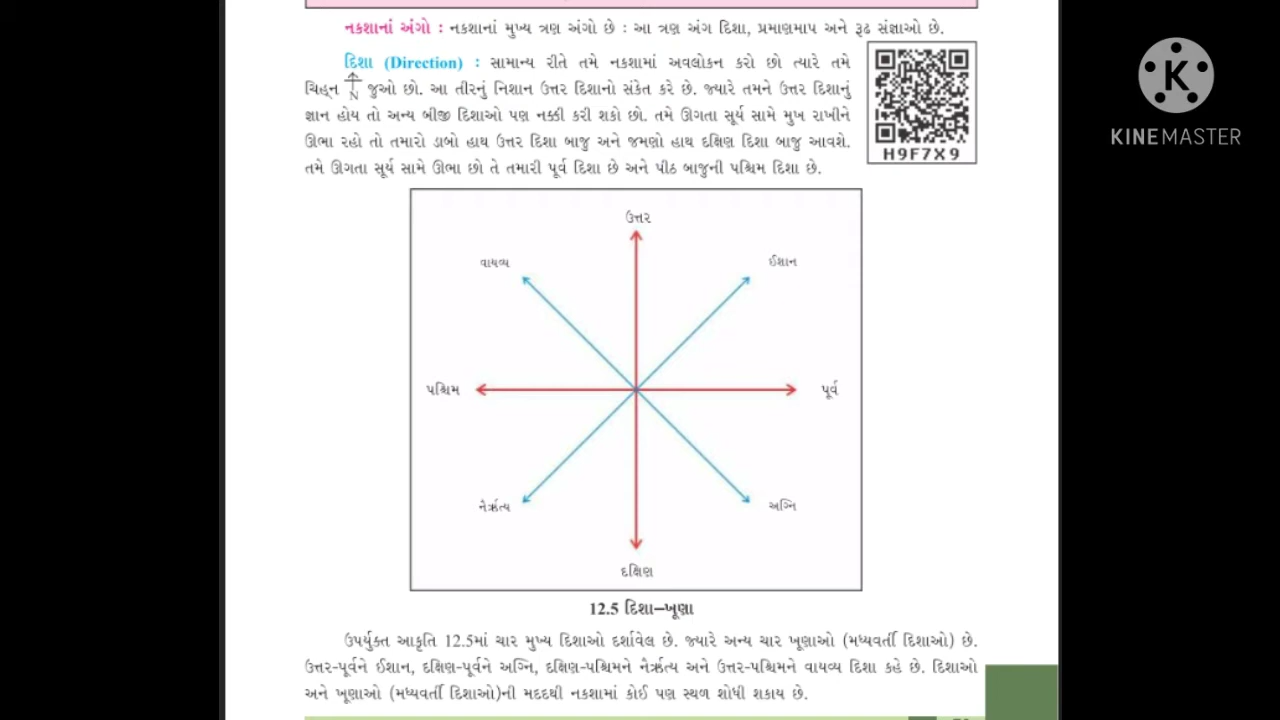 નકશાનાં અંગો : નકશાનાં મુખ્ય ત્રણ અંગો છે : આ ત્રણ અંગ દિશા, પ્રમાણમાપ અને રૂઢ સંજ્ઞાઓ છે.
દિશા (Direction) : સામાન્ય રીતે તમે નકશામાં અવલોકન કરો છો ત્યારે તમે
ચિહ્ન N જુઓ છો. આ તીરનું નિશાન ઉત્તર દિશાનો સંકેત કરે છે. જ્યારે તમને ઉત્તર દિશાનું
જ્ઞાન હોય તો અન્ય બીજી દિશાઓ પણ નક્કી કરી શકો છો. તમે ઊગતા સૂર્ય સામે મુખ રાખીને
ઊભા રહો તો તમારો ડાબો હાથ ઉત્તર દિશા બાજુ અને જમણો હાથ દક્ષિણ દિશા બાજુ આવશે.
તમે ઊગતા સૂર્ય સામે ઊભા છો તે તમારી પૂર્વ દિશા છે અને પીઠ બાજુની પશ્ચિમ દિશા છે.
H9F7X9
KINEMASTER
ઉત્તર
વાયવ્ય
ઈશાન
પશ્ચિમ
પૂર્વ
નૈર્ઋત્ય
અગ્નિ
દક્ષિણ
12.5 દિશા–ખૂણા
ઉપર્યુક્ત આકૃતિ 12.5માં ચાર મુખ્ય દિશાઓ દર્શાવેલ છે. જ્યારે અન્ય ચાર ખૂણાઓ (મધ્યવર્તી દિશાઓ) છે.
ઉત્તર-પૂર્વને ઈશાન, દક્ષિણ-પૂર્વને અગ્નિ, દક્ષિણ-પશ્ચિમને નૈર્ઋત્ય અને ઉત્તર-પશ્ચિમને વાયવ્ય દિશા કહે છે. દિશાઓ
અને ખૂણાઓ (મધ્યવર્તી દિશાઓ)ની મદદથી નકશામાં કોઈ પણ સ્થળ શોધી શકાય છે.